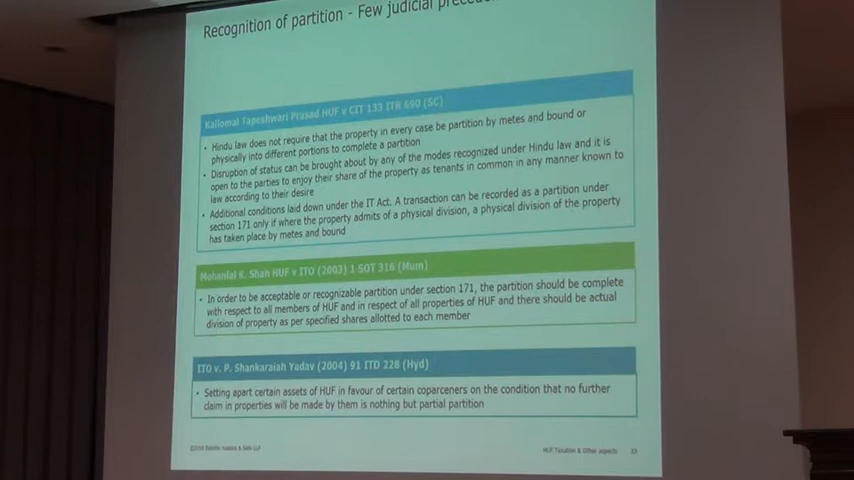 Recognition of partition - Few judicial
Kallomal Tapeshwari Prasad HUF v CIT 133 ITR 690 (SC)
• Hindu law does not require that the property in every case be partition by metes and bound or
physically into different portions to complete a partition
• Disruption of status can be brought about by any of the modes recognized under Hindu law and it is
open to the parties to enjoy their share of the property as tenants in common in any manner known to
law according to their desire
• Additional conditions laid down under the IT Act. A transaction can be recorded as a partition under
section 171 only if where the property admits of a physical division, a physical division of the property
has taken place by metes and bound
Mohanlal K. Shah HUF v ITO (2003) 1 SOT 316 (Mum)
• In order to be acceptable or recognizable partition under section 171, the partition should be complete
with respect to all members of HUF and in respect of all properties of HUF and there should be actual
division of property as per specified shares allotted to each member
ITO v. P. Shankaraiah Yadav (2004) 91 ITD 228 (Hyd)
• Setting apart certain assets of HUF in favour of certain coparceners on the condition that no further
claim in properties will be made by them is nothing but partial partition
Deloitte Haskins & Sells LLP
HUF Taxation & Other aspects